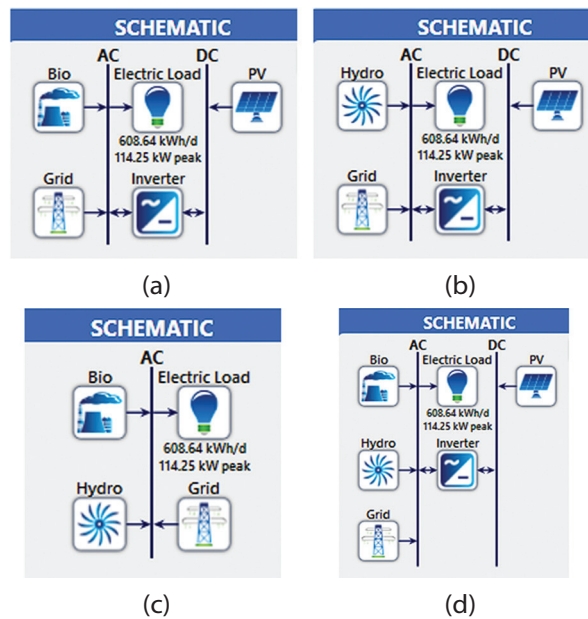 SCHEMATIC
AC DC
Bio Electric Load PV
608.64 kWh/d
114.25 kW peak
Grid Inverter
(a)
SCHEMATIC
AC DC
Hydro Electric Load PV
608.64 kWh/d
114.25 kW peak
Grid Inverter
(b)
SCHEMATIC
AC
Bio Electric Load
608.64 kWh/d
114.25 kW peak
Hydro Grid
(c)
SCHEMATIC
AC DC
Bio Electric Load PV
608.64 kWh/d
114.25 kW peak
Hydro Inverter
Grid
(d)